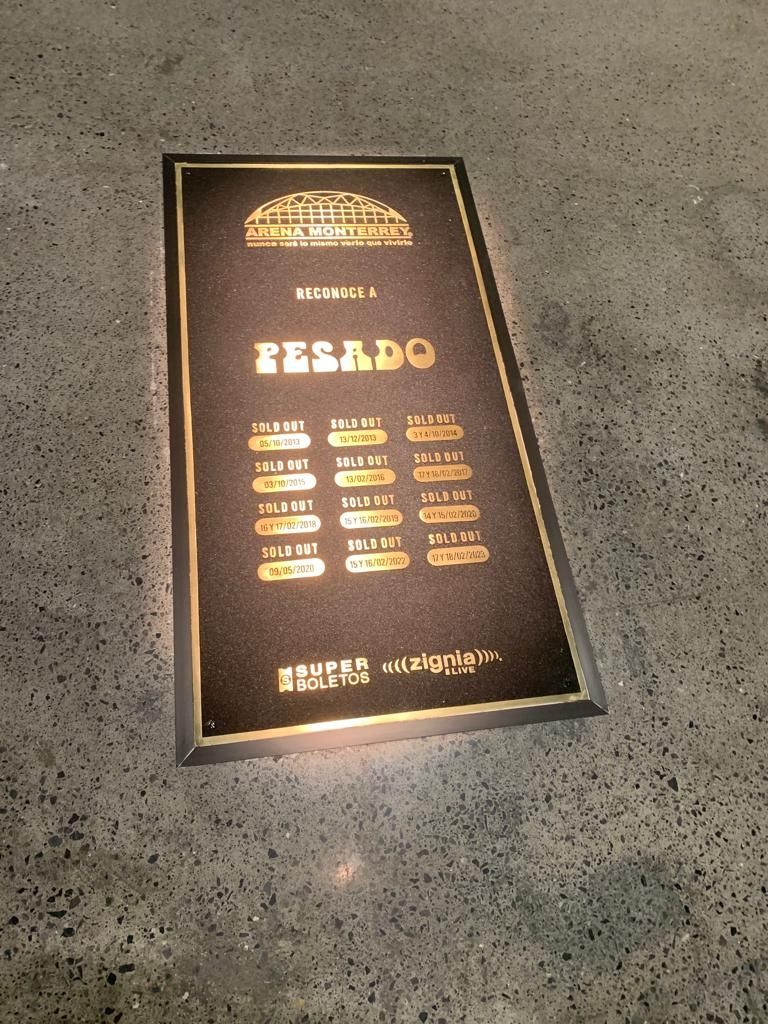 ARENA MONTERREY
nunca será lo mismo verlo que vivirlo
RECONOCE A
PESADO
SOLD OUT SOLD OUT SOLD OUT
05/10/2013 13/12/2013 3 Y 4/10/2014
SOLD OUT SOLD OUT SOLD OUT
03/10/2015 13/02/2016 17 Y 18/02/2017
SOLD OUT SOLD OUT SOLD OUT
16 Y 17/02/2018 15 Y 16/02/2019 14 Y 15/02/2020
SOLD OUT SOLD OUT SOLD OUT
09/05/2020 15 Y 16/02/2022 17 Y 18/02/2023
S SUPER BOLETOS
((((zignia)))).
LIVE